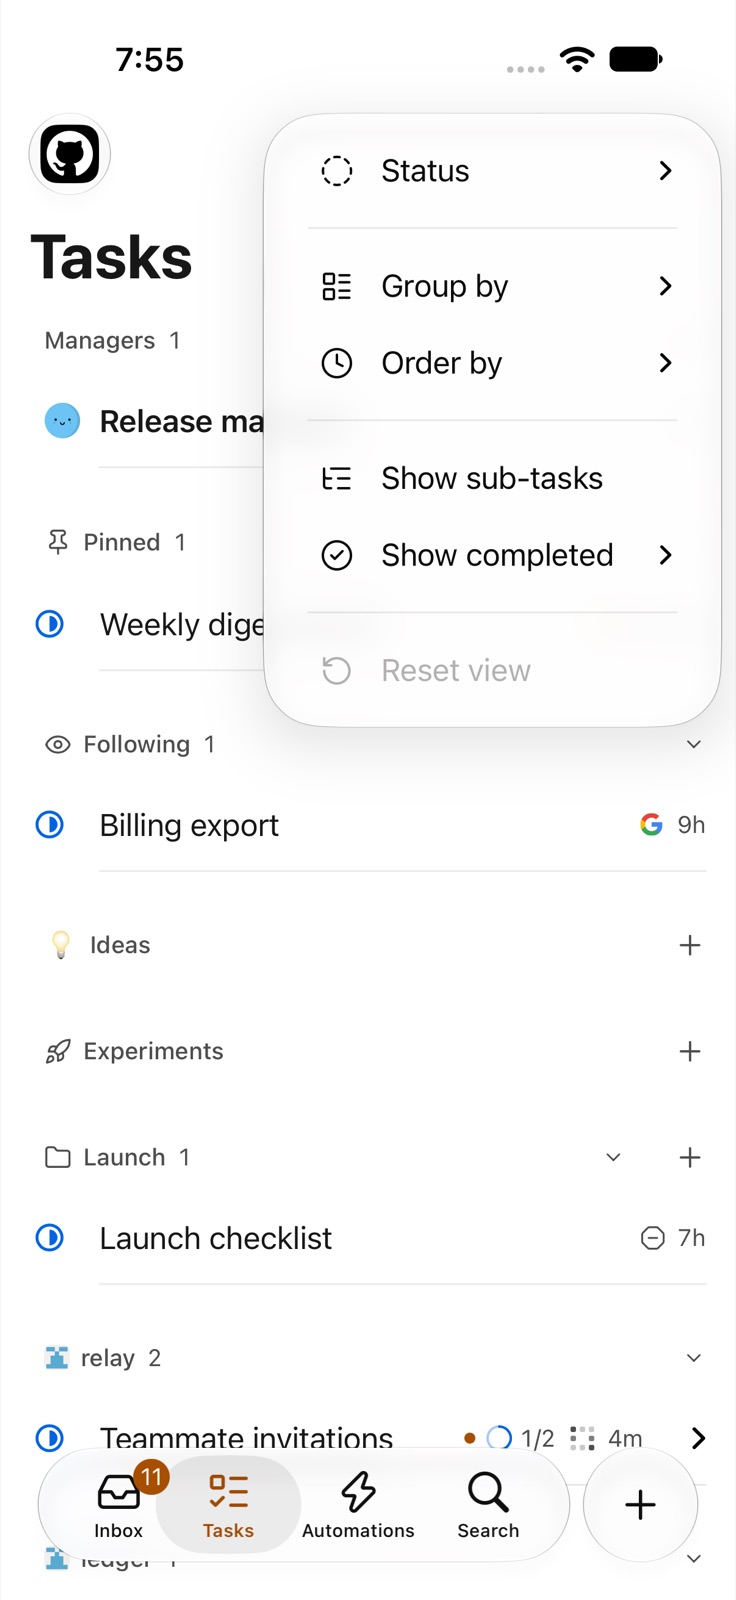 7:55
Status
Group by
Order by
Show sub-tasks
Show completed
Reset view
Tasks
Managers 1
Release ma
Pinned 1
Weekly dige
Following 1
Billing export 9h
Ideas
Experiments
Launch 1
Launch checklist 7h
relay 2
Teammate invitations 1/2 4m
ledger 1
11
Inbox
Tasks
Automations
Search